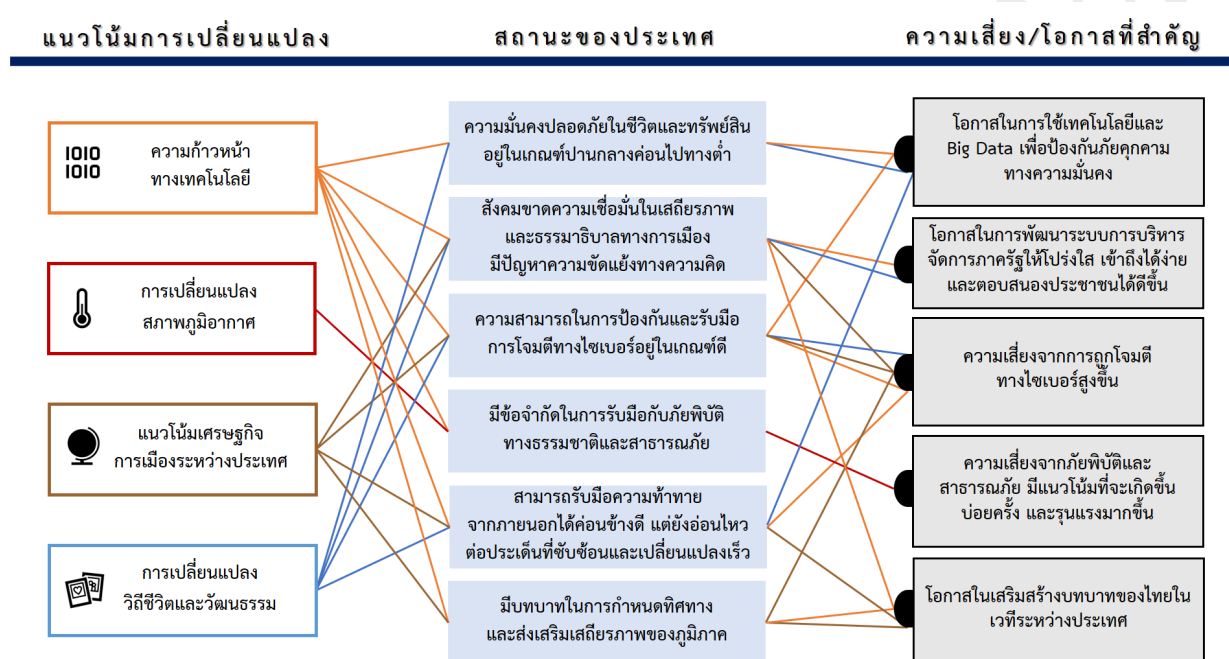 แนวโน้มการเปลี่ยนแปลง
สถานะของประเทศ
ความเสี่ยง/โอกาสที่สำคัญ
1010
1010
ความก้าวหน้า
ทางเทคโนโลยี
การเปลี่ยนแปลง
สภาพภูมิอากาศ
แนวโน้มเศรษฐกิจ
การเมืองระหว่างประเทศ
การเปลี่ยนแปลง
วิถีชีวิตและวัฒนธรรม
ความมั่นคงปลอดภัยในชีวิตและทรัพย์สิน
อยู่ในเกณฑ์ปานกลางค่อนไปทางต่ำ
สังคมขาดความเชื่อมั่นในเสถียรภาพ
และธรรมาธิบาลทางการเมือง
มีปัญหาความขัดแย้งทางความคิด
ความสามารถในการป้องกันและรับมือ
การโจมตีทางไซเบอร์อยู่ในเกณฑ์ดี
มีข้อจำกัดในการรับมือกับภัยพิบัติ
ทางธรรมชาติและสาธารณภัย
สามารถรับมือความท้าทาย
จากภายนอกได้ค่อนข้างดี แต่ยังอ่อนไหว
ต่อประเด็นที่ซับซ้อนและเปลี่ยนแปลงเร็ว
มีบทบาทในการกำหนดทิศทาง
และส่งเสริมเสถียรภาพของภูมิภาค
โอกาสในการใช้เทคโนโลยีและ
Big Data เพื่อป้องกันภัยคุกคาม
ทางความมั่นคง
โอกาสในการพัฒนาระบบการบริหาร
จัดการภาครัฐให้โปร่งใส เข้าถึงได้ง่าย
และตอบสนองประชาชนได้ดีขึ้น
ความเสี่ยงจากการถูกโจมตี
ทางไซเบอร์สูงขึ้น
ความเสี่ยงจากภัยพิบัติและ
สาธารณภัย มีแนวโน้มที่จะเกิดขึ้น
บ่อยครั้ง และรุนแรงมากขึ้น
โอกาสในเสริมสร้างบทบาทของไทยใน
เวทีระหว่างประเทศ